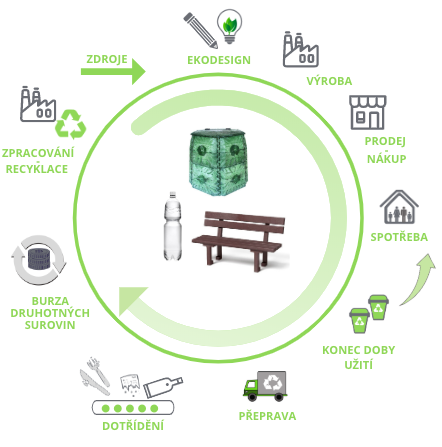 ZDROJE
EKODESIGN
VÝROBA
PRODEJ
-
NÁKUP
SPOTŘEBA
KONEC DOBY
UŽITÍ
PŘEPRAVA
DOTŘÍDĚNÍ
BURZA
DRUHOTNÝCH
SUROVIN
ZPRACOVÁNÍ
-
RECYKLACE